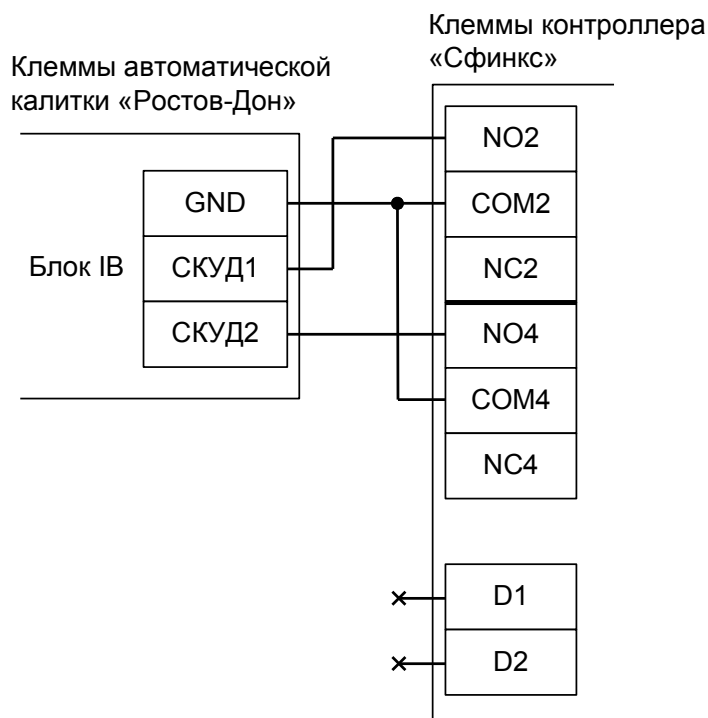 Клеммы контроллера
«Сфинкс»
Клеммы автоматической
калитки «Ростов-Дон»
Блок IB
GND
СКУД1
СКУД2
NO2
COM2
NC2
NO4
COM4
NC4
D1
D2